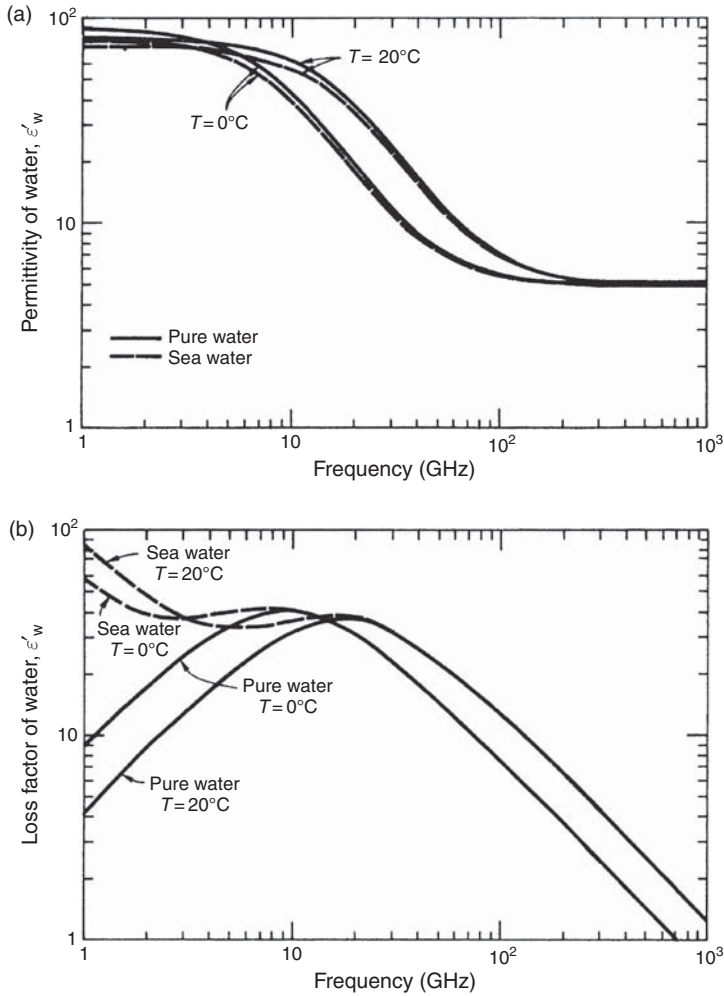 (a)
10²
T = 20°C
T = 0°C
Permittivity of water, ε′w
10
Pure water
Sea water
1
1
10
10²
10³
Frequency (GHz)
(b)
10²
Sea water
T = 20°C
Sea water
T = 0°C
Pure water
T = 0°C
Loss factor of water, ε′w
10
Pure water
T = 20°C
1
1
10
10²
10³
Frequency (GHz)